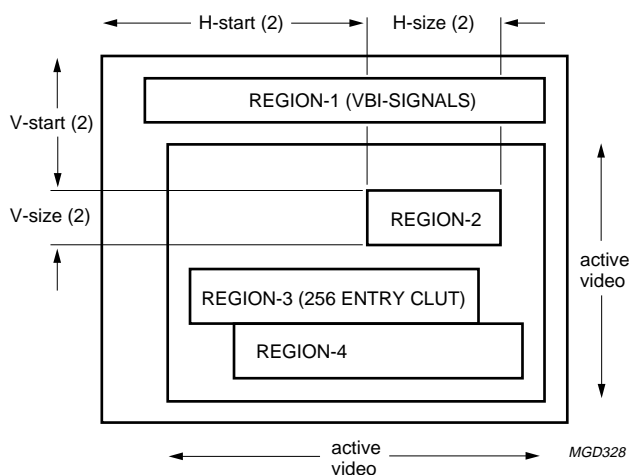 H-start (2)
H-size (2)
REGION-1 (VBI-SIGNALS)
V-start (2)
V-size (2)
REGION-2
active
video
REGION-3 (256 ENTRY CLUT)
REGION-4
active
video
MGD328